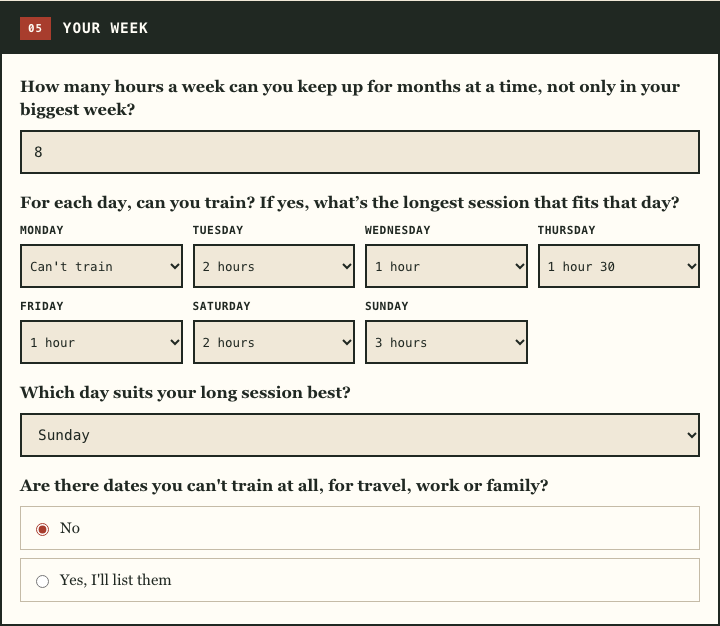 05 YOUR WEEK
How many hours a week can you keep up for months at a time, not only in your
biggest week?
8
For each day, can you train? If yes, what’s the longest session that fits that day?
MONDAY TUESDAY WEDNESDAY THURSDAY
Can't train 2 hours 1 hour 1 hour 30
FRIDAY SATURDAY SUNDAY
1 hour 2 hours 3 hours
Which day suits your long session best?
Sunday
Are there dates you can't train at all, for travel, work or family?
No
Yes, I'll list them